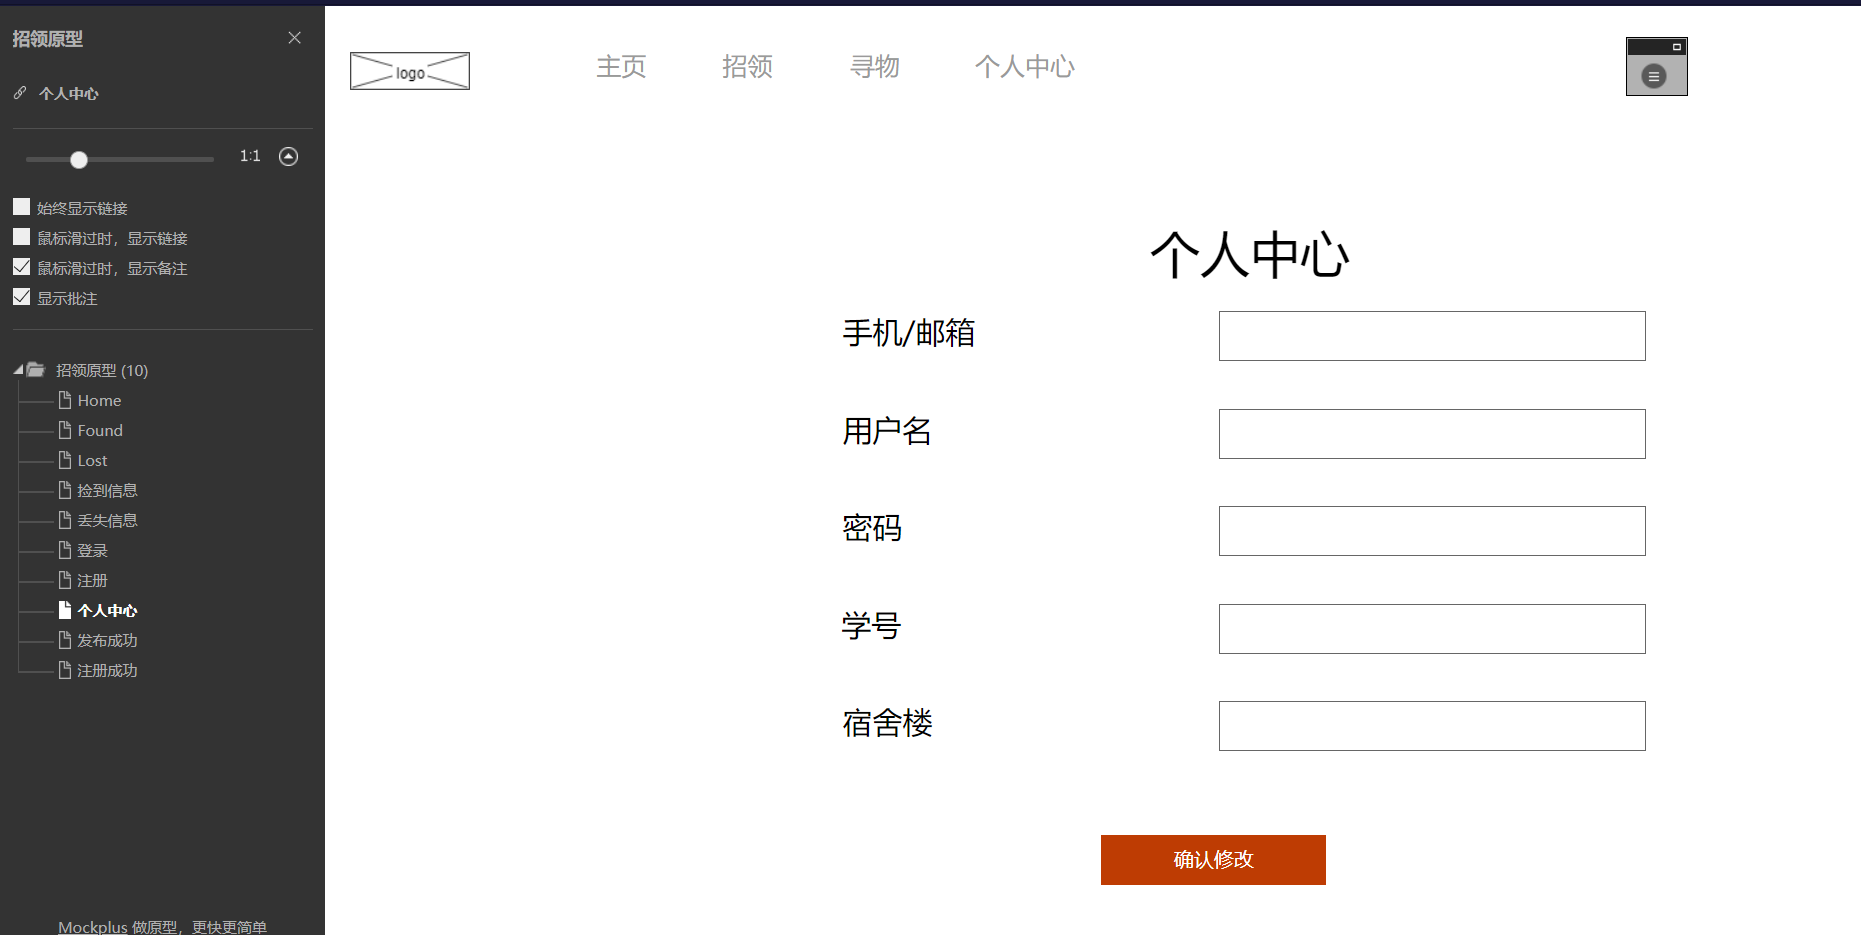 招领原型
个人中心
1:1
始终显示链接
鼠标滑过时，显示链接
鼠标滑过时，显示备注
显示批注
招领原型 (10)
Home
Found
Lost
捡到信息
丢失信息
登录
注册
个人中心
发布成功
注册成功
Mockplus 做原型，更快更简单
logo
主页
招领
寻物
个人中心
个人中心
手机/邮箱
用户名
密码
学号
宿舍楼
确认修改